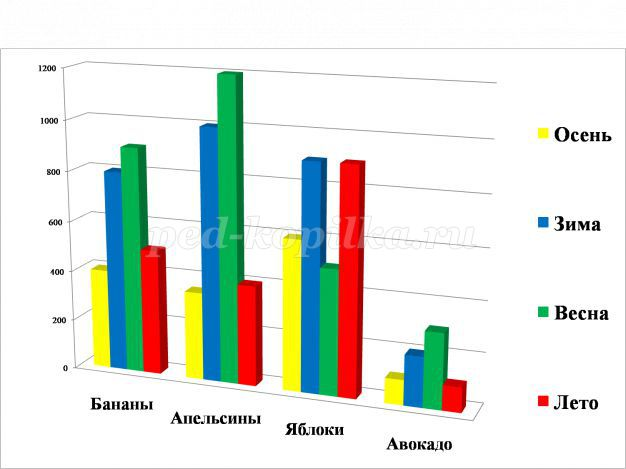 1200
1000
800
600
400
200
0
Бананы
Апельсины
Яблоки
Авокадо
Осень
Зима
Весна
Лето
ped-kopilka.ru